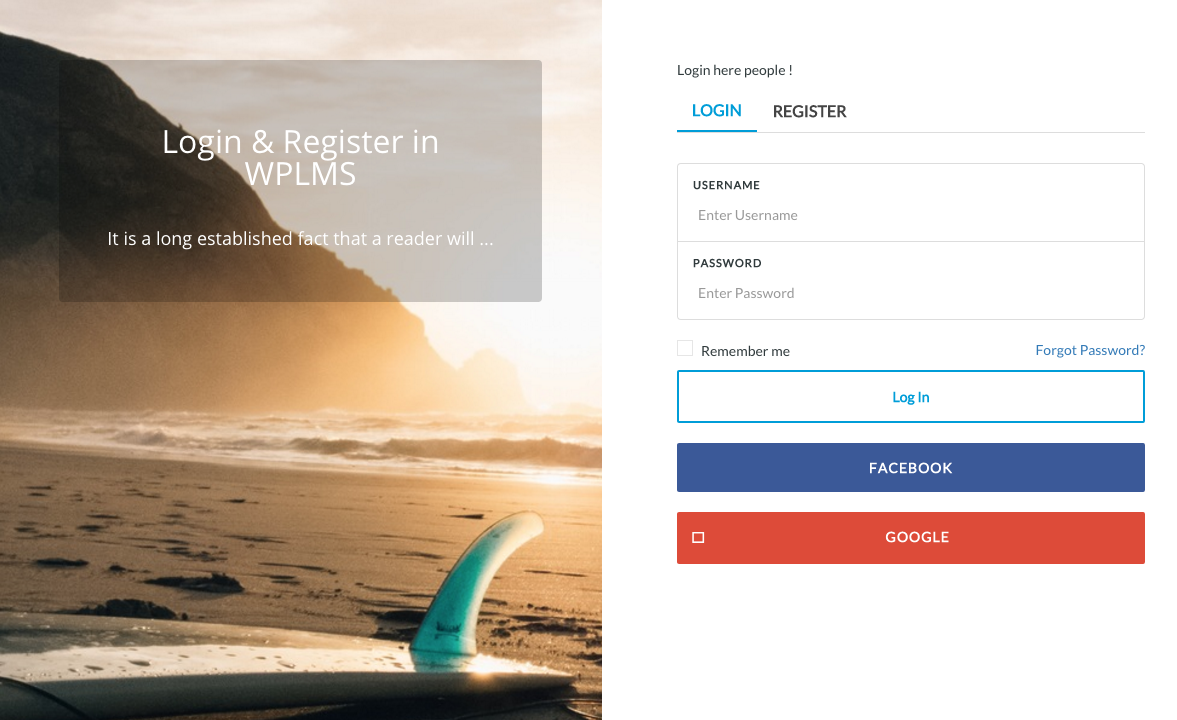 Login & Register in
WPLMS
It is a long established fact that a reader will ...
Login here people !
LOGIN REGISTER
USERNAME
Enter Username
PASSWORD
Enter Password
Remember me Forgot Password?
Log In
FACEBOOK
GOOGLE